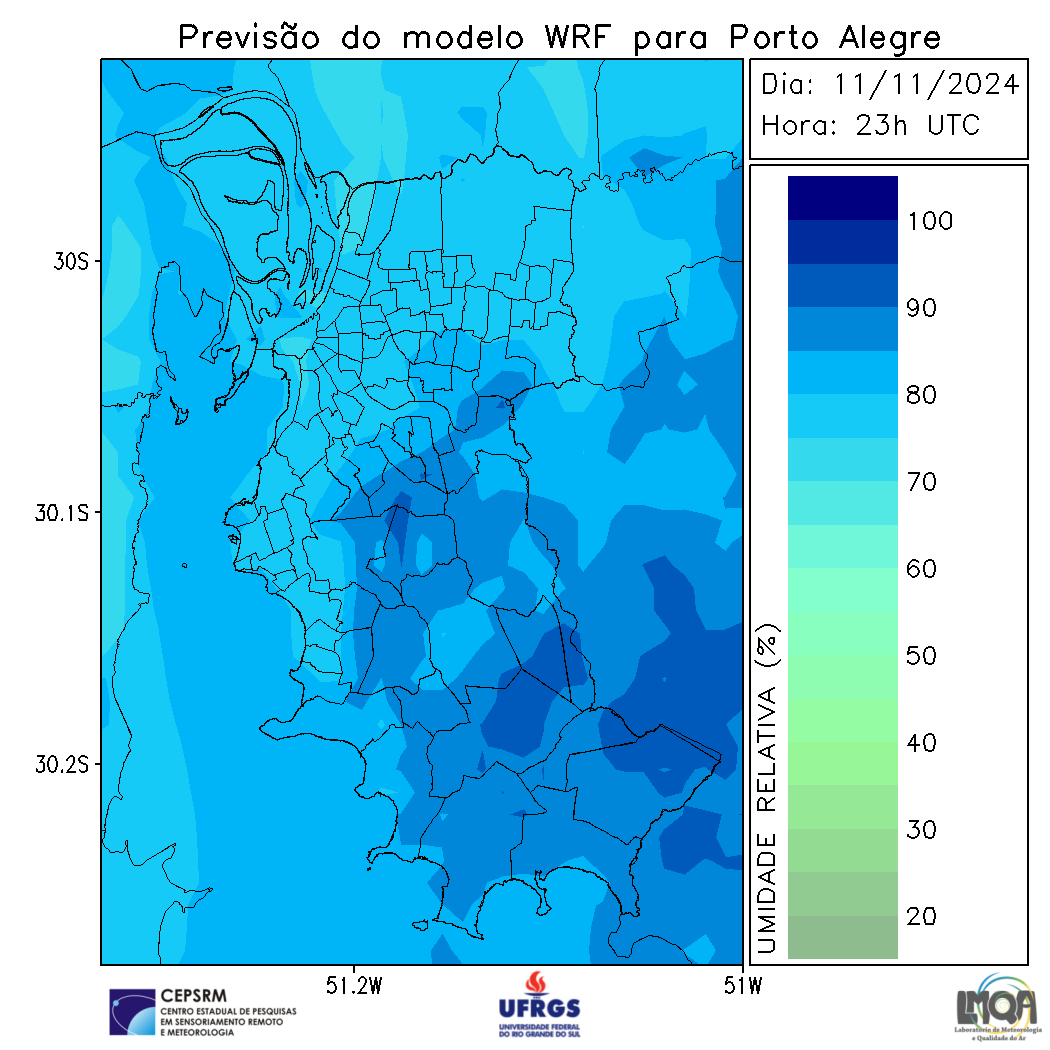 Previsão do modelo WRF para Porto Alegre
Dia: 11/11/2024
Hora: 23h UTC
100
90
80
70
60
50
40
30
20
UMIDADE RELATIVA (%)
30S
30.1S
30.2S
51.2W
51W
CEPSRM
CENTRO ESTADUAL DE PESQUISAS
EM SENSORIAMENTO REMOTO
E METEOROLOGIA
UFRGS
UNIVERSIDADE FEDERAL
DO RIO GRANDE DO SUL
LMQA
Laboratório de Meteorologia
e Qualidade do Ar